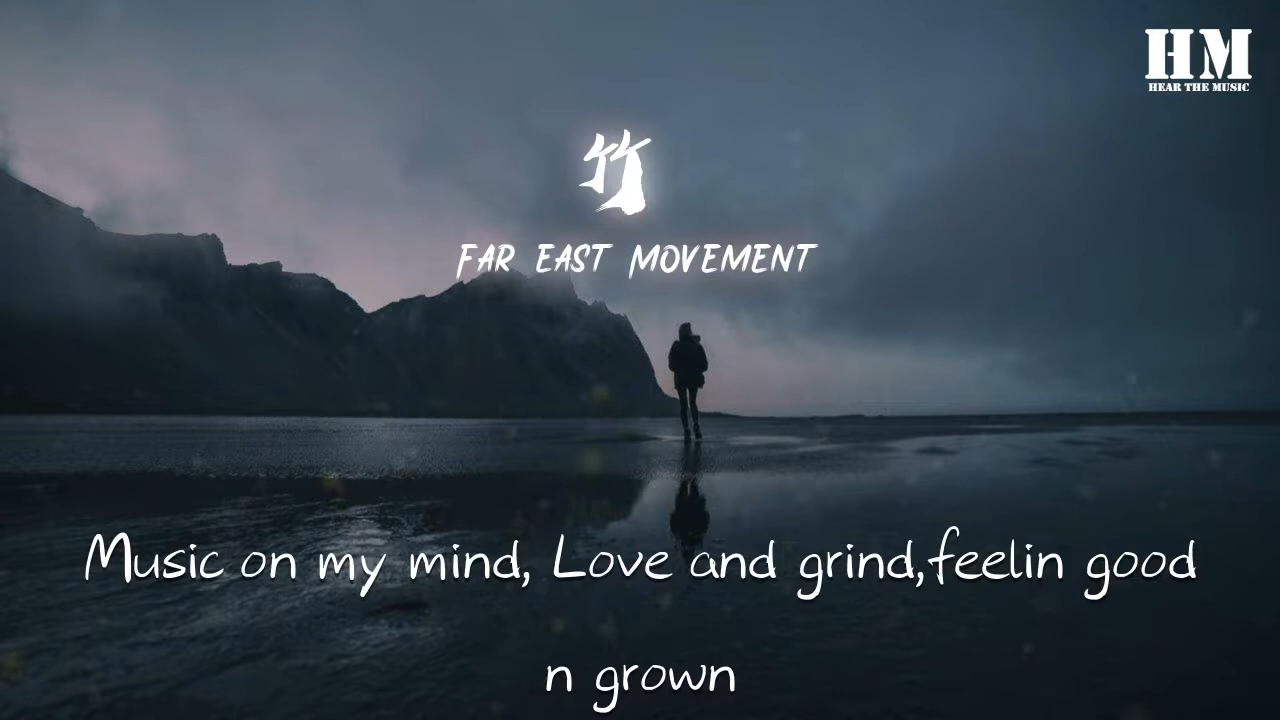 HM
HEAR THE MUSIC
竹
FAR EAST MOVEMENT
Music on my mind, Love and grind,feelin good
n grown